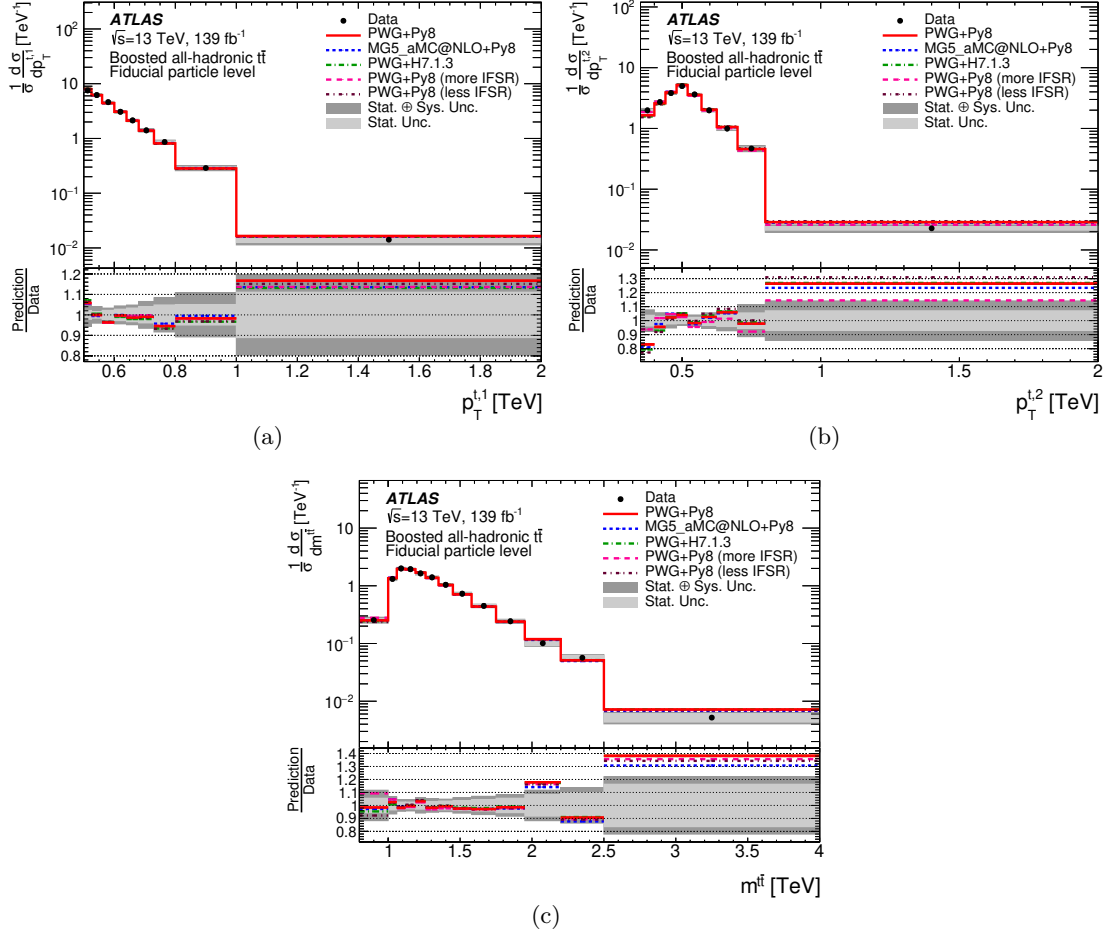 ATLAS
√s=13 TeV, 139 fb⁻¹
Boosted all-hadronic tt̄
Fiducial particle level
Data
PWG+Py8
MG5_aMC@NLO+Py8
PWG+H7.1.3
PWG+Py8 (more IFSR)
PWG+Py8 (less IFSR)
Stat. ⊕ Sys. Unc.
Stat. Unc.
1/σ dσ/dp_T^{t,1} [TeV⁻¹]
10²
10
1
10⁻¹
10⁻²
Prediction/Data
1.2
1.1
1
0.9
0.8
0.6 0.8 1 1.2 1.4 1.6 1.8 2
p_T^{t,1} [TeV]
(a)
ATLAS
√s=13 TeV, 139 fb⁻¹
Boosted all-hadronic tt̄
Fiducial particle level
Data
PWG+Py8
MG5_aMC@NLO+Py8
PWG+H7.1.3
PWG+Py8 (more IFSR)
PWG+Py8 (less IFSR)
Stat. ⊕ Sys. Unc.
Stat. Unc.
1/σ dσ/dp_T^{t,2} [TeV⁻¹]
10²
10
1
10⁻¹
10⁻²
Prediction/Data
1.3
1.2
1.1
1
0.9
0.8
0.5 1 1.5 2
p_T^{t,2} [TeV]
(b)
ATLAS
√s=13 TeV, 139 fb⁻¹
Boosted all-hadronic tt̄
Fiducial particle level
Data
PWG+Py8
MG5_aMC@NLO+Py8
PWG+H7.1.3
PWG+Py8 (more IFSR)
PWG+Py8 (less IFSR)
Stat. ⊕ Sys. Unc.
Stat. Unc.
1/σ dσ/dm^{tt̄} [TeV⁻¹]
10
1
10⁻¹
10⁻²
Prediction/Data
1.4
1.3
1.2
1.1
1
0.9
0.8
1 1.5 2 2.5 3 3.5 4
m^{tt̄} [TeV]
(c)